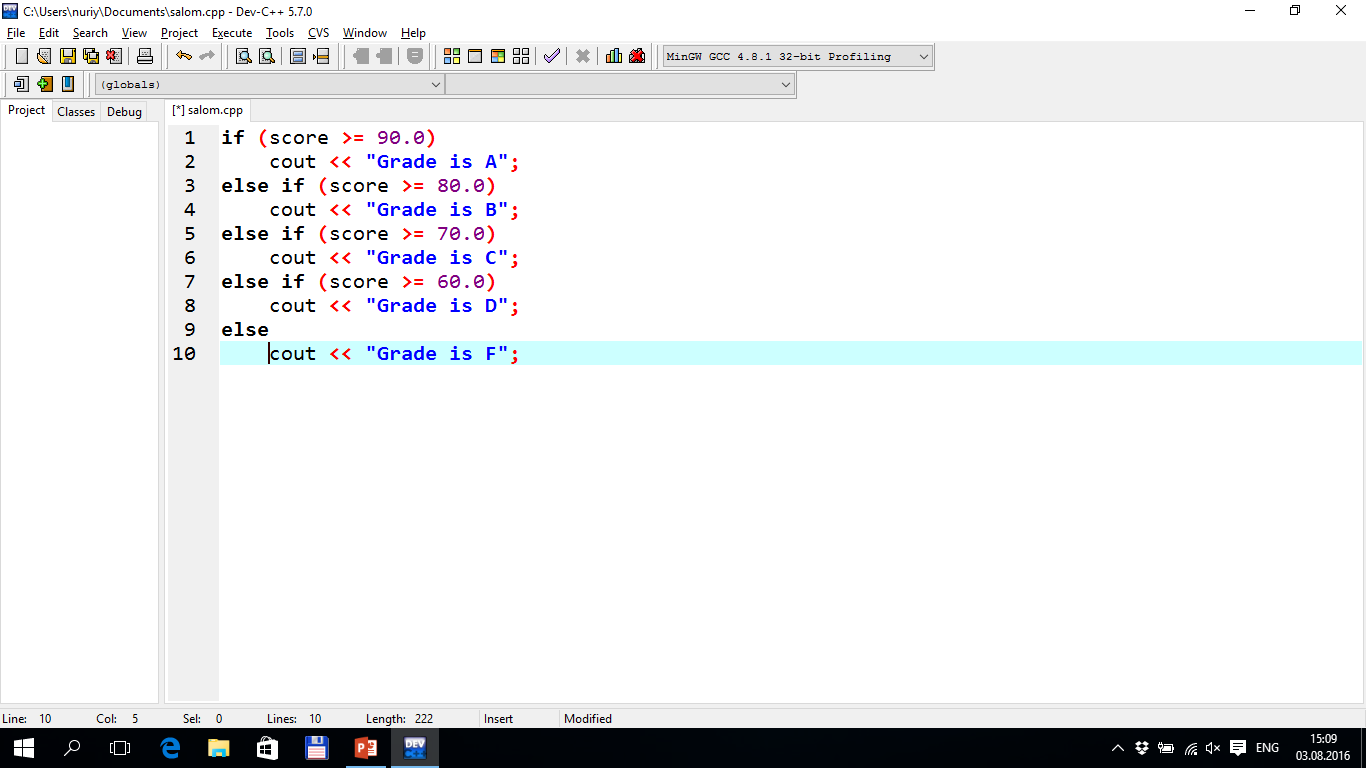 C:\Users\nuriy\Documents\salom.cpp - Dev-C++ 5.7.0
File Edit Search View Project Execute Tools CVS Window Help
MinGW GCC 4.8.1 32-bit Profiling
(globals)
Project Classes Debug [*] salom.cpp
1 if (score >= 90.0)
2     cout << "Grade is A";
3 else if (score >= 80.0)
4     cout << "Grade is B";
5 else if (score >= 70.0)
6     cout << "Grade is C";
7 else if (score >= 60.0)
8     cout << "Grade is D";
9 else
10     cout << "Grade is F";
Line: 10 Col: 5 Sel: 0 Lines: 10 Length: 222 Insert Modified
DEV
ENG
15:09
03.08.2016